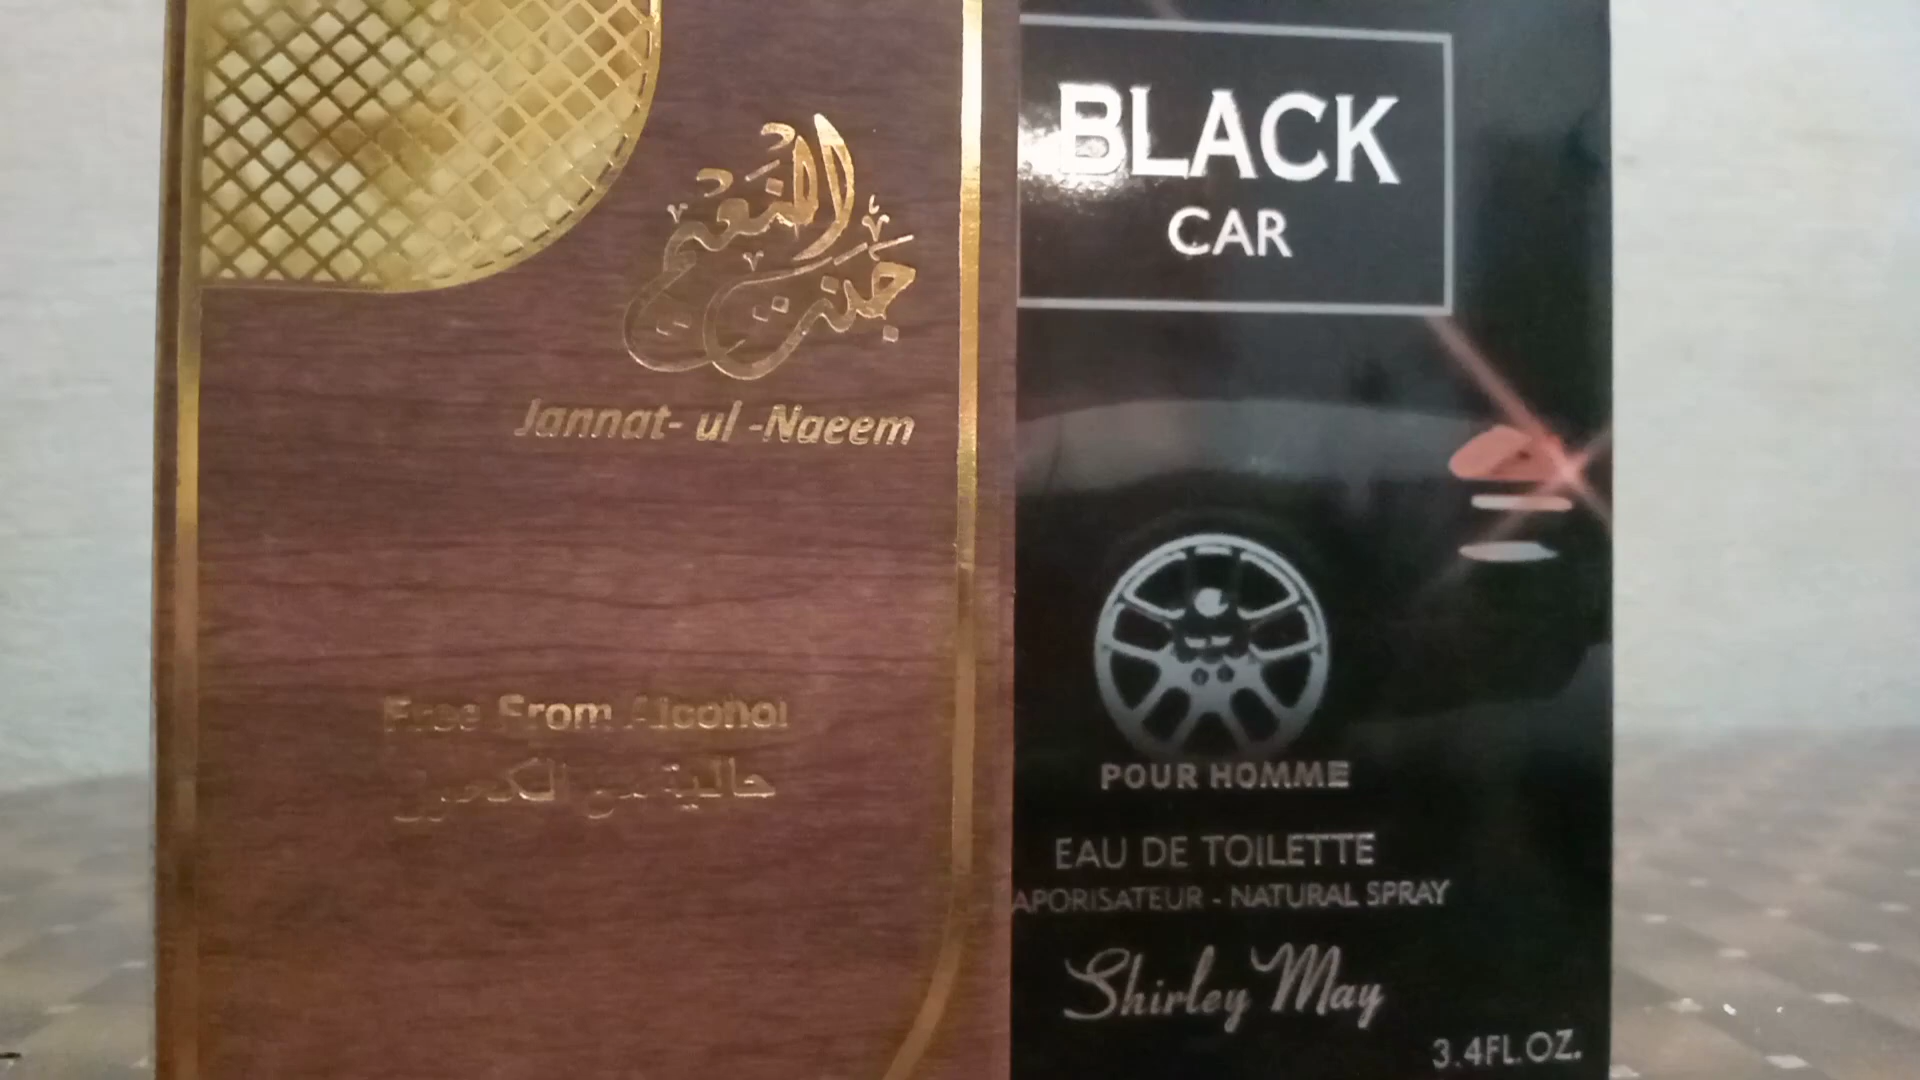 جنت النعيم
Jannat- ul -Naeem
Free From Alcohol
خالية من الكحول
BLACK
CAR
POUR HOMME
EAU DE TOILETTE
APORISATEUR - NATURAL SPRAY
Shirley May
3.4FL.OZ.